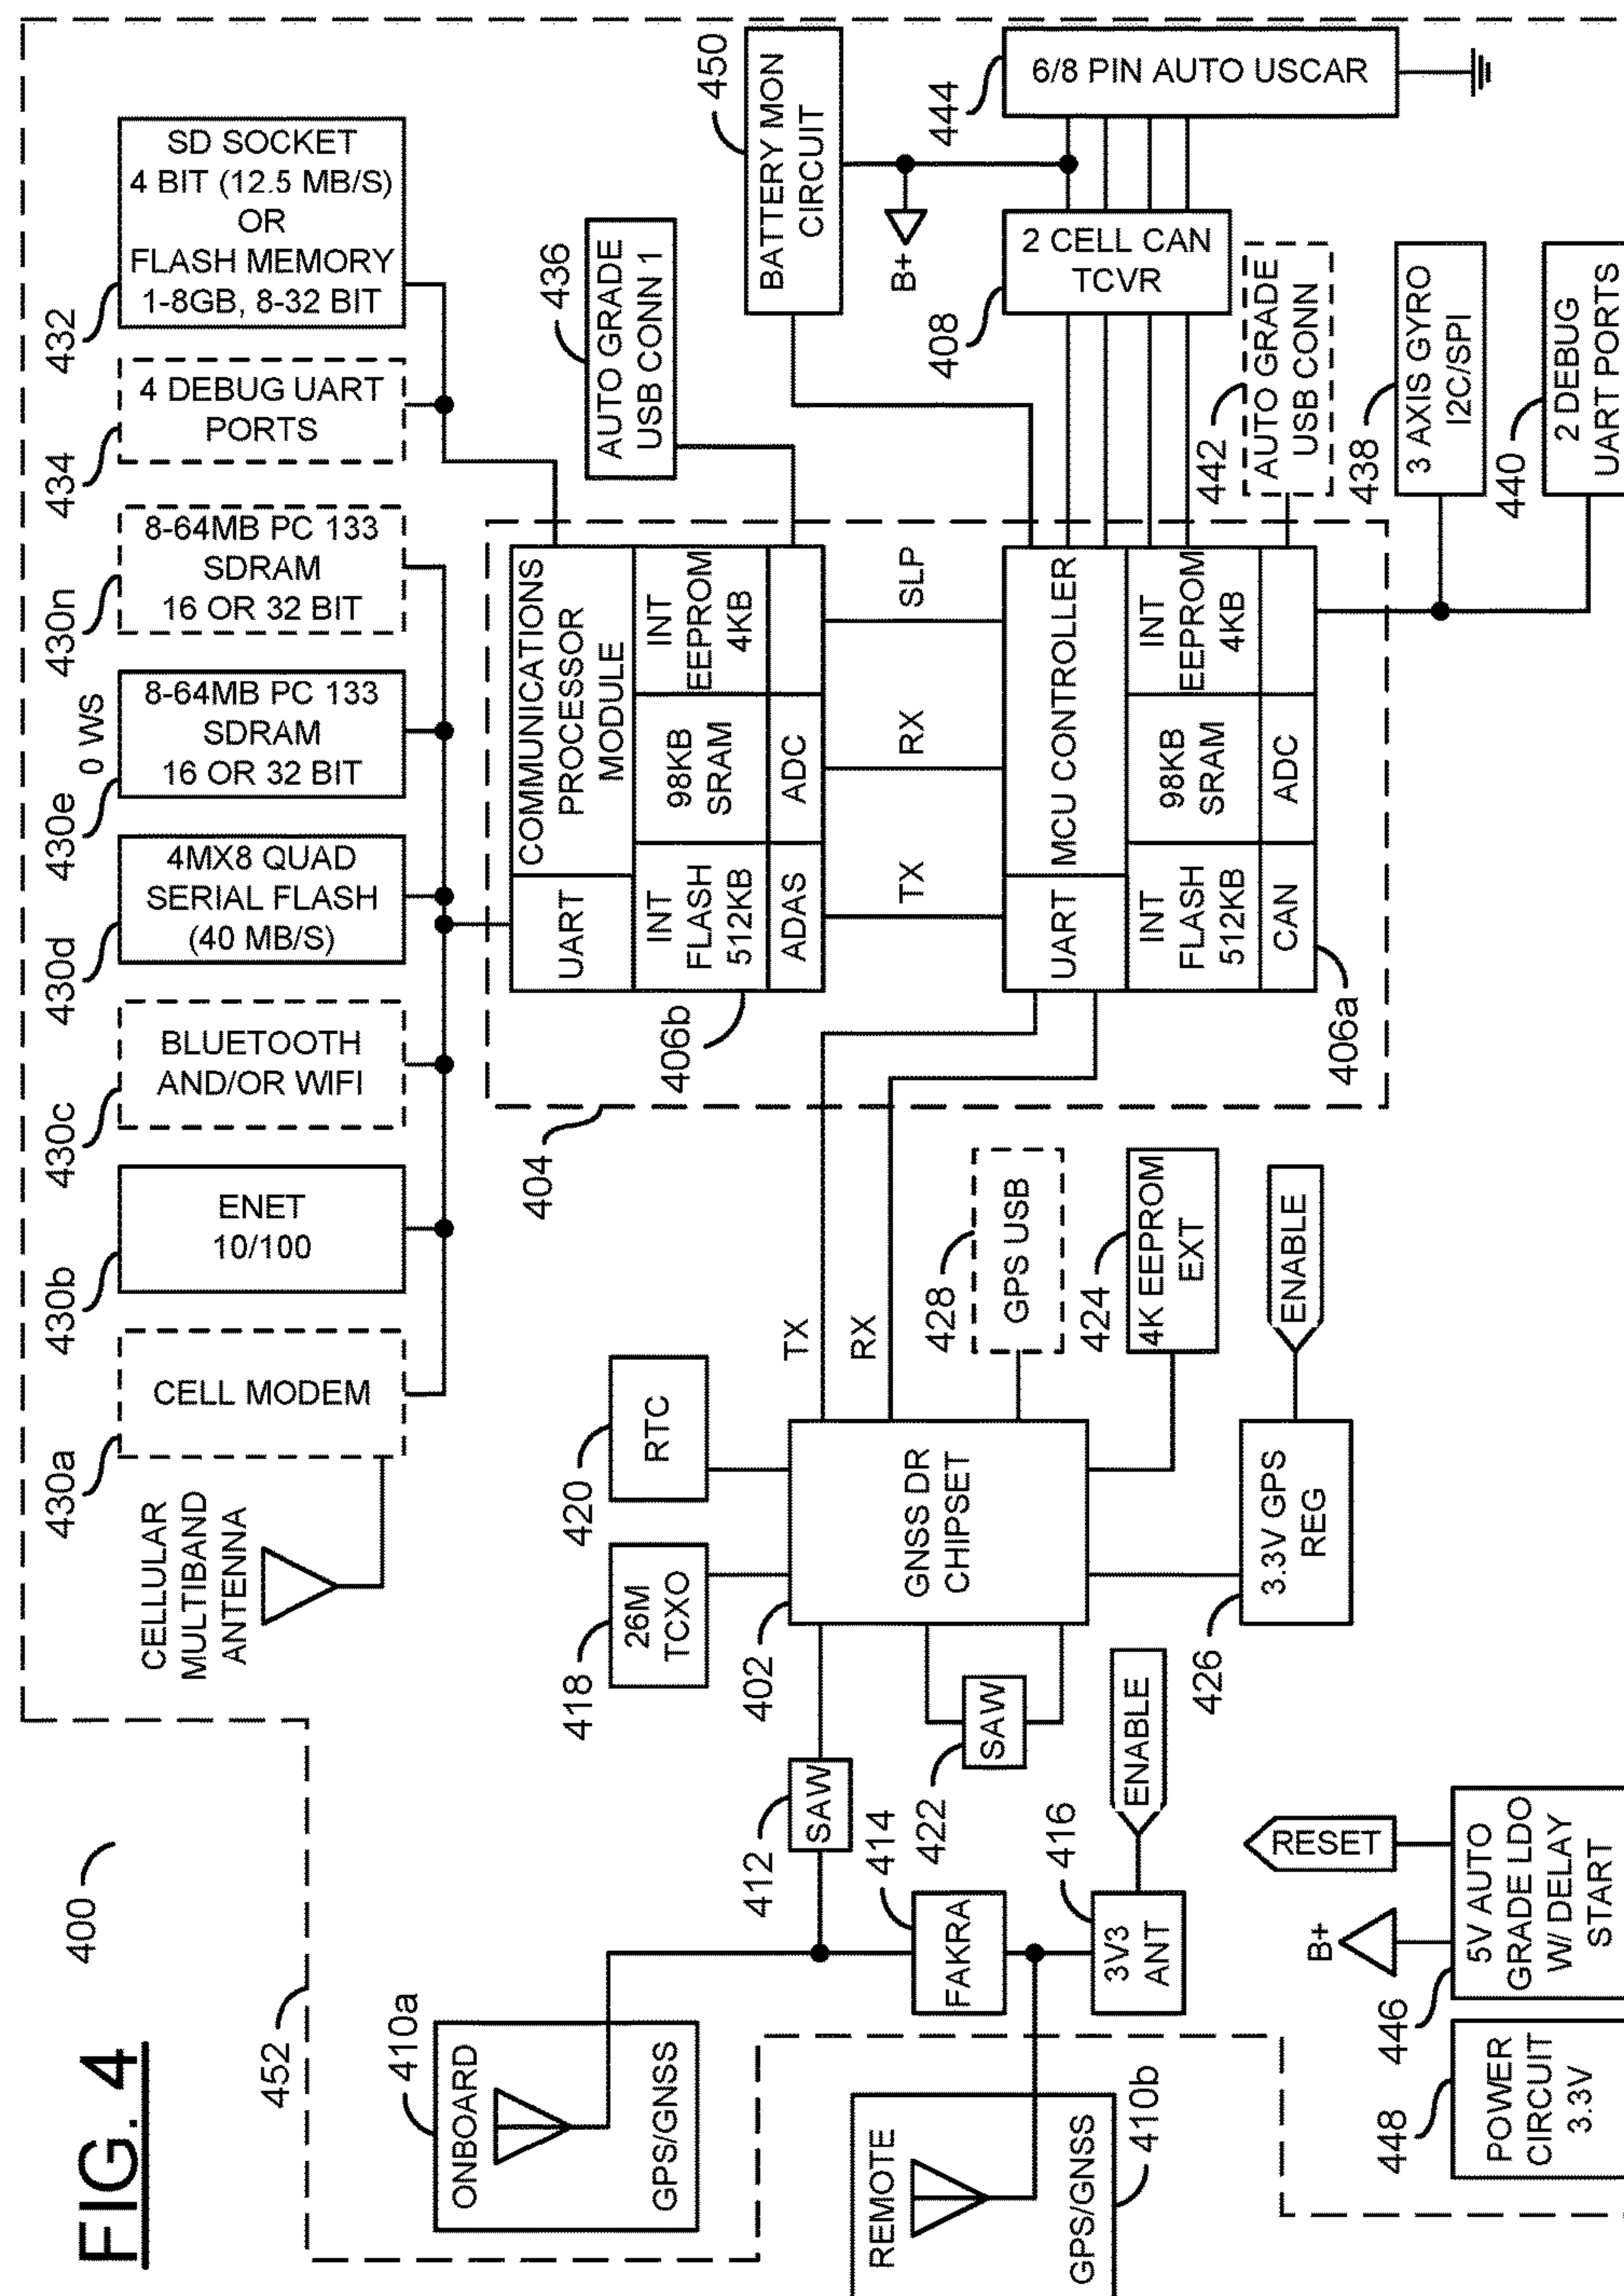 FIG. 4
400
452
CELLULAR
MULTIBAND
ANTENNA
430a
CELL MODEM
430b
ENET
10/100
430c
BLUETOOTH
AND/OR WIFI
430d
4MX8 QUAD
SERIAL FLASH
(40 MB/S)
430e
0 WS
8-64MB PC 133
SDRAM
16 OR 32 BIT
430n
8-64MB PC 133
SDRAM
16 OR 32 BIT
434
4 DEBUG UART
PORTS
432
SD SOCKET
4 BIT (12.5 MB/S)
OR
FLASH MEMORY
1-8GB, 8-32 BIT
410a
ONBOARD
GPS/GNSS
REMOTE
GPS/GNSS
410b
412
SAW
414
FAKRA
416
3V3
ANT
ENABLE
418
26M
TCXO
420
RTC
402
GNSS DR
CHIPSET
422
SAW
TX
RX
428
GPS USB
424
4K EEPROM
EXT
426
3.3V GPS
REG
ENABLE
404
406b
UART
COMMUNICATIONS
PROCESSOR
MODULE
INT
FLASH
512KB
98KB
SRAM
INT
EEPROM
4KB
ADAS
ADC
TX
RX
SLP
UART
MCU CONTROLLER
INT
FLASH
512KB
98KB
SRAM
INT
EEPROM
4KB
CAN
ADC
406a
436
AUTO GRADE
USB CONN 1
450
BATTERY MON
CIRCUIT
B+
444
6/8 PIN AUTO USCAR
408
2 CELL CAN
TCVR
442
AUTO GRADE
USB CONN
438
3 AXIS GYRO
I2C/SPI
440
2 DEBUG
UART PORTS
448
POWER
CIRCUIT
3.3V
446
B+
RESET
5V AUTO
GRADE LDO
W/ DELAY
START